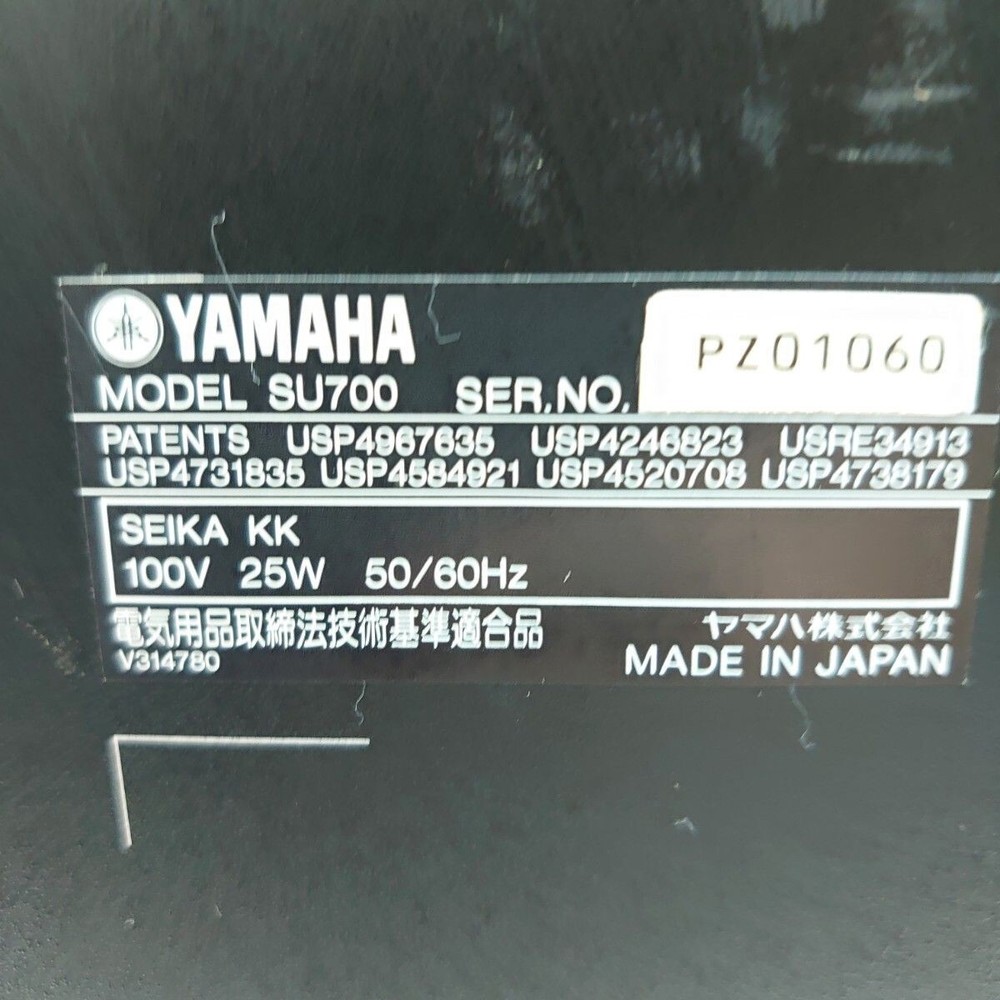 YAMAHA
MODEL SU700 SER.NO. PZ01060
PATENTS USP4967635 USP4246823 USRE34913
USP4731835 USP4584921 USP4520708 USP4738179
SEIKA KK
100V 25W 50/60Hz
電気用品取締法技術基準適合品
V314780
ヤマハ株式会社
MADE IN JAPAN